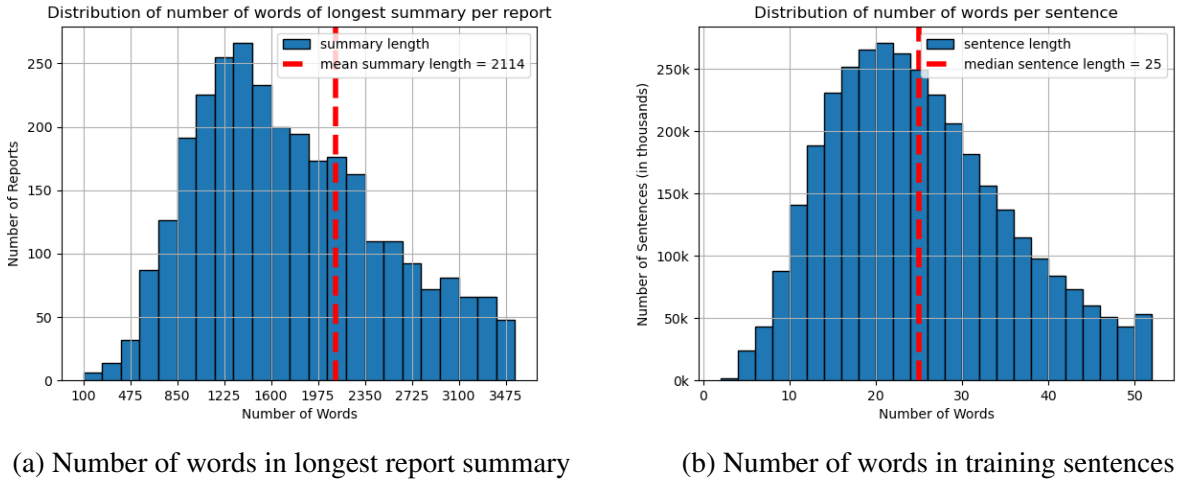 Distribution of number of words of longest summary per report
summary length
mean summary length = 2114
Number of Reports
250
200
150
100
50
0
100 475 850 1225 1600 1975 2350 2725 3100 3475
Number of Words
(a) Number of words in longest report summary
Distribution of number of words per sentence
sentence length
median sentence length = 25
Number of Sentences (in thousands)
250k
200k
150k
100k
50k
0k
0 10 20 30 40 50
Number of Words
(b) Number of words in training sentences